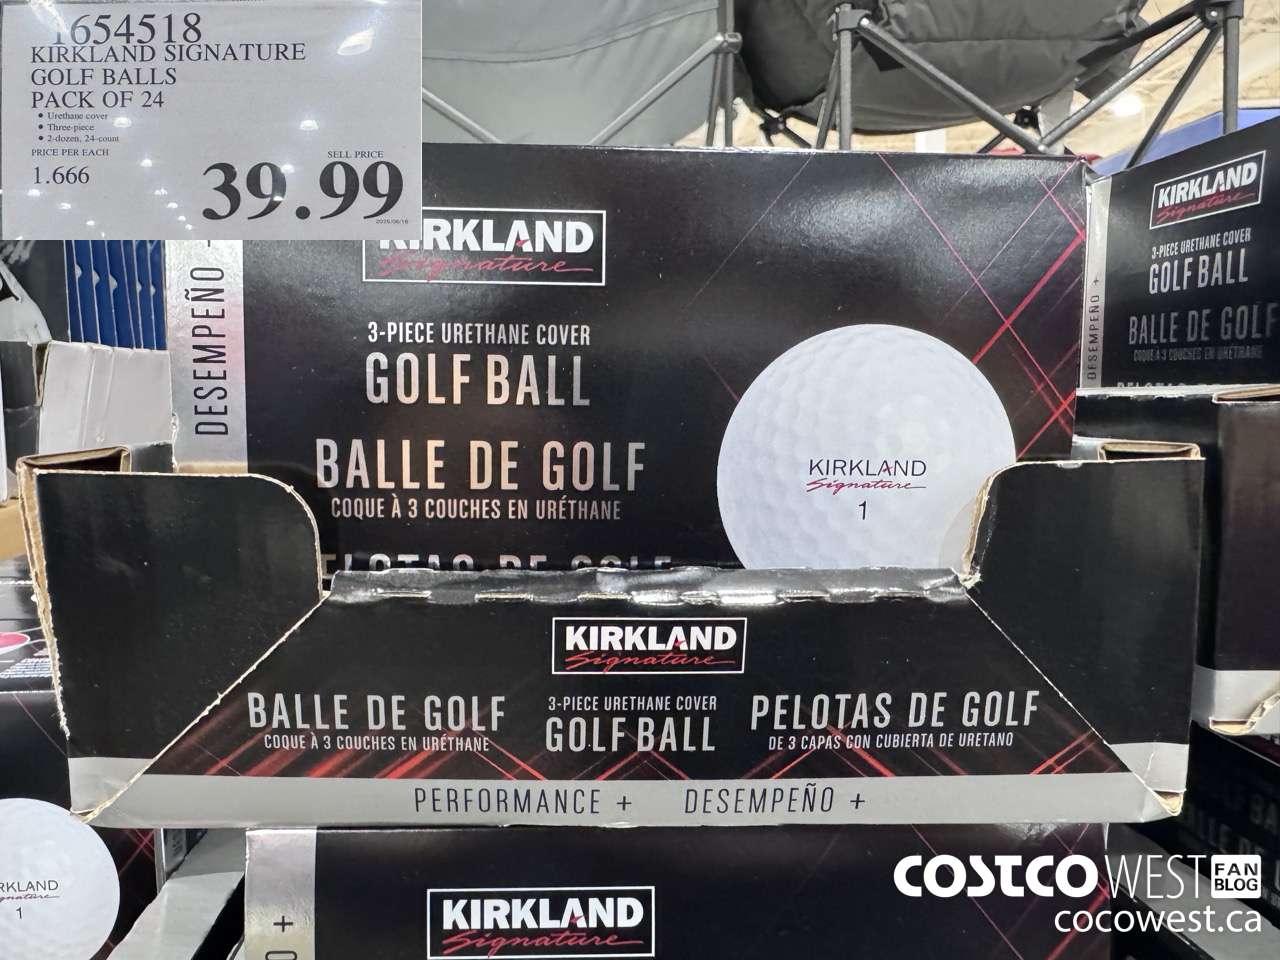 1654518
KIRKLAND SIGNATURE
GOLF BALLS
PACK OF 24
• Urethane cover
• Three-piece
• 2-dozen, 24-count
PRICE PER EACH
1.666
SELL PRICE
39.99
DESEMPEÑO +
KIRKLAND
Signature
3-PIECE URETHANE COVER
GOLF BALL
BALLE DE GOLF
COQUE À 3 COUCHES EN URÉTHANE
PELOTAS DE GOLF
KIRKLAND
Signature
1
KIRKLAND
Signature
3-PIECE URETHANE COVER
GOLF BALL
BALLE DE GOLF
COQUE À 3 COUCHES EN URÉTHANE
DESEMPEÑO +
KIRKLAND
Signature
BALLE DE GOLF
COQUE À 3 COUCHES EN URÉTHANE
3-PIECE URETHANE COVER
GOLF BALL
PELOTAS DE GOLF
DE 3 CAPAS CON CUBIERTA DE URETANO
PERFORMANCE + DESEMPEÑO +
KIRKLAND
Signature
RKLAND
gnature
1
COSTCO WEST FAN BLOG
cocowest.ca